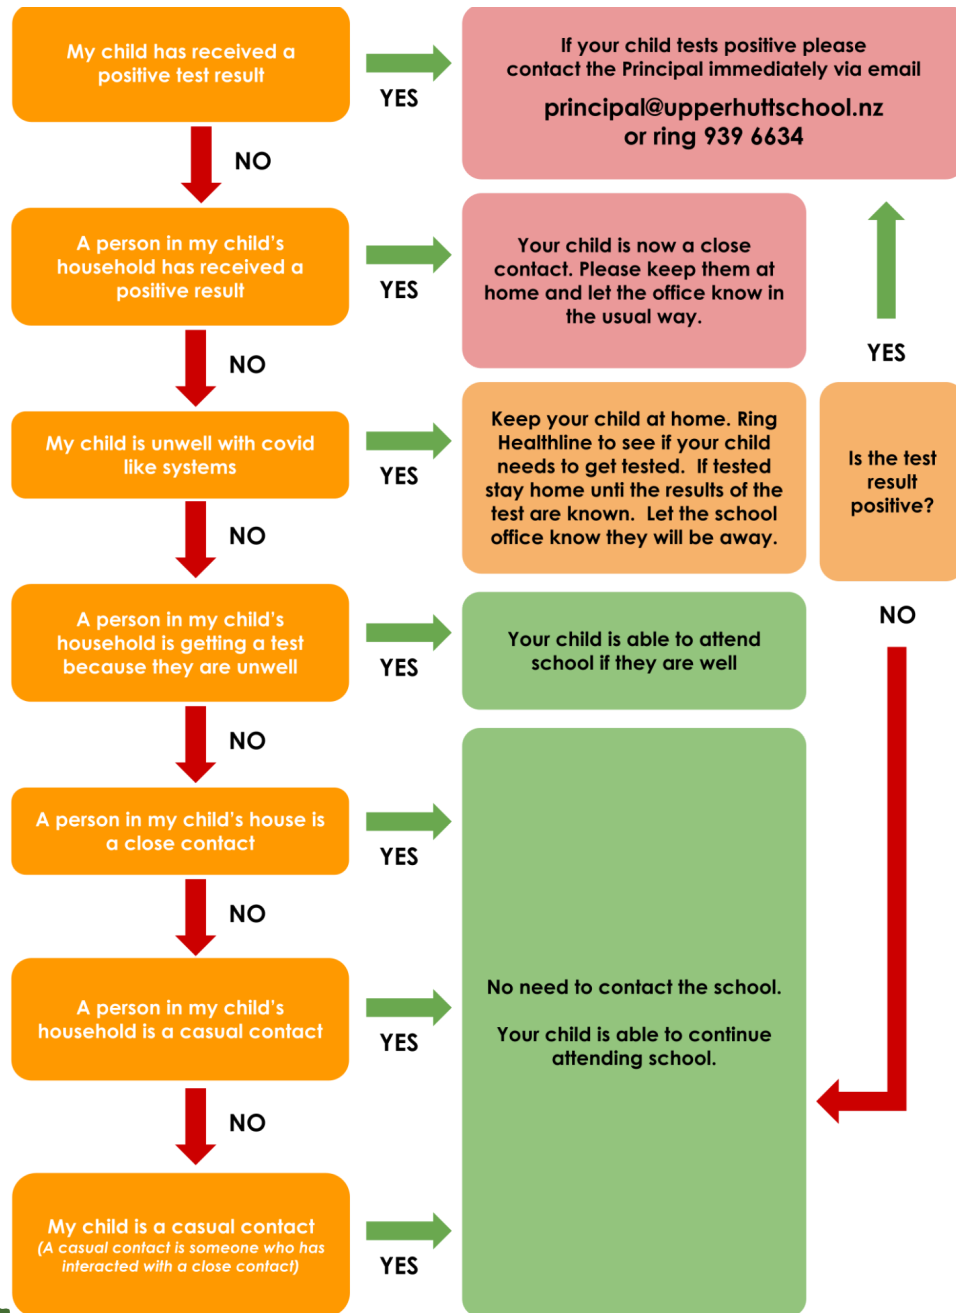 My child has received a
positive test result
YES
If your child tests positive please
contact the Principal immediately via email
principal@upperhuttschool.nz
or ring 939 6634
NO
A person in my child's
household has received a
positive result
YES
Your child is now a close
contact. Please keep them at
home and let the office know in
the usual way.
YES
NO
My child is unwell with covid
like systems
YES
Keep your child at home. Ring
Healthline to see if your child
needs to get tested. If tested
stay home unti the results of the
test are known. Let the school
office know they will be away.
Is the test
result
positive?
NO
NO
A person in my child's
household is getting a test
because they are unwell
YES
Your child is able to attend
school if they are well
NO
A person in my child's house is
a close contact
YES
NO
A person in my child's
household is a casual contact
YES
No need to contact the school.
Your child is able to continue
attending school.
NO
My child is a casual contact
(A casual contact is someone who has
interacted with a close contact)
YES